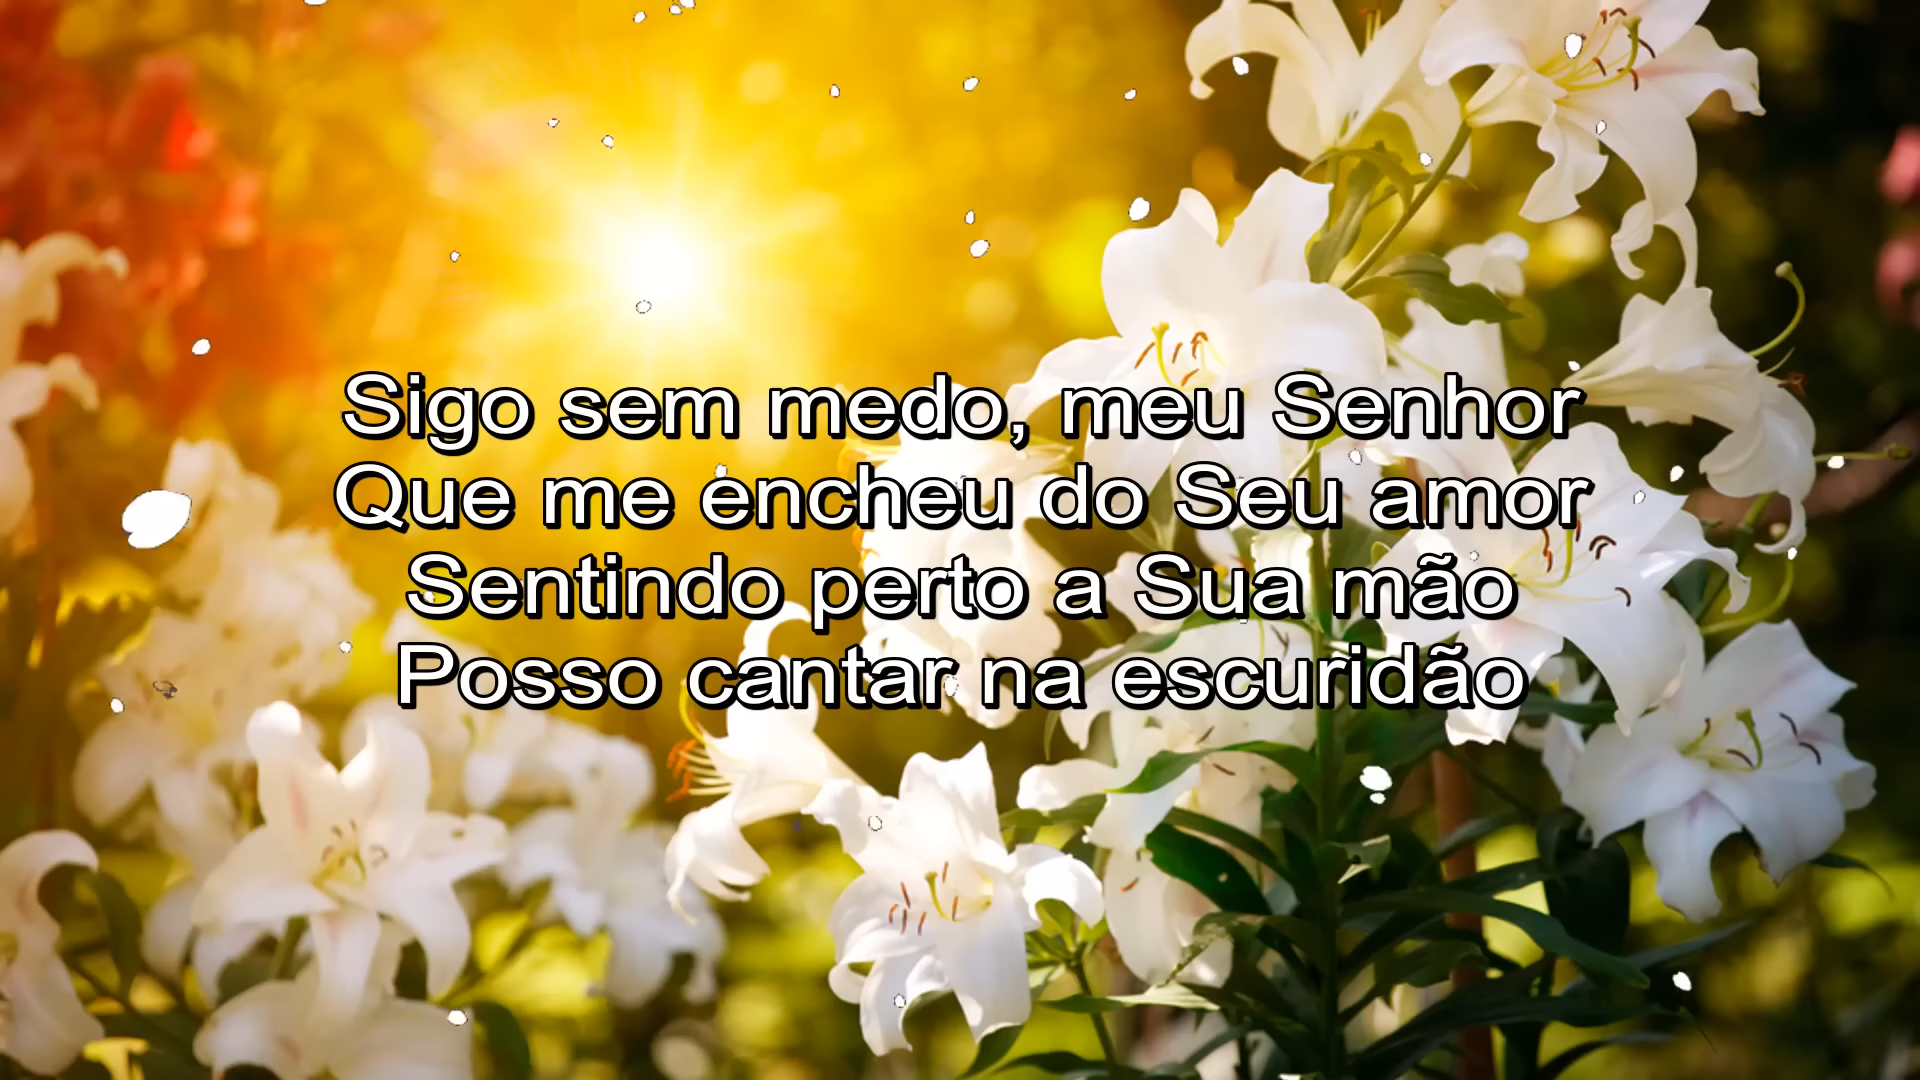 Sigo sem medo, meu Senhor
Que me encheu do Seu amor
Sentindo perto a Sua mão
Posso cantar na escuridão